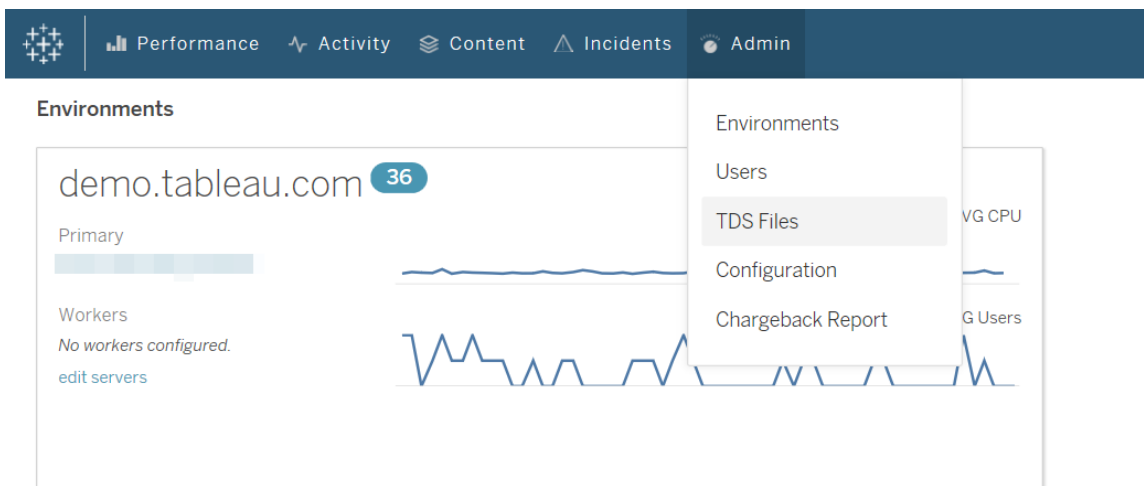 Performance Activity Content Incidents Admin
Environments
demo.tableau.com 36
Primary
Workers
No workers configured.
edit servers
Environments
Users
TDS Files
Configuration
Chargeback Report
VG CPU
G Users